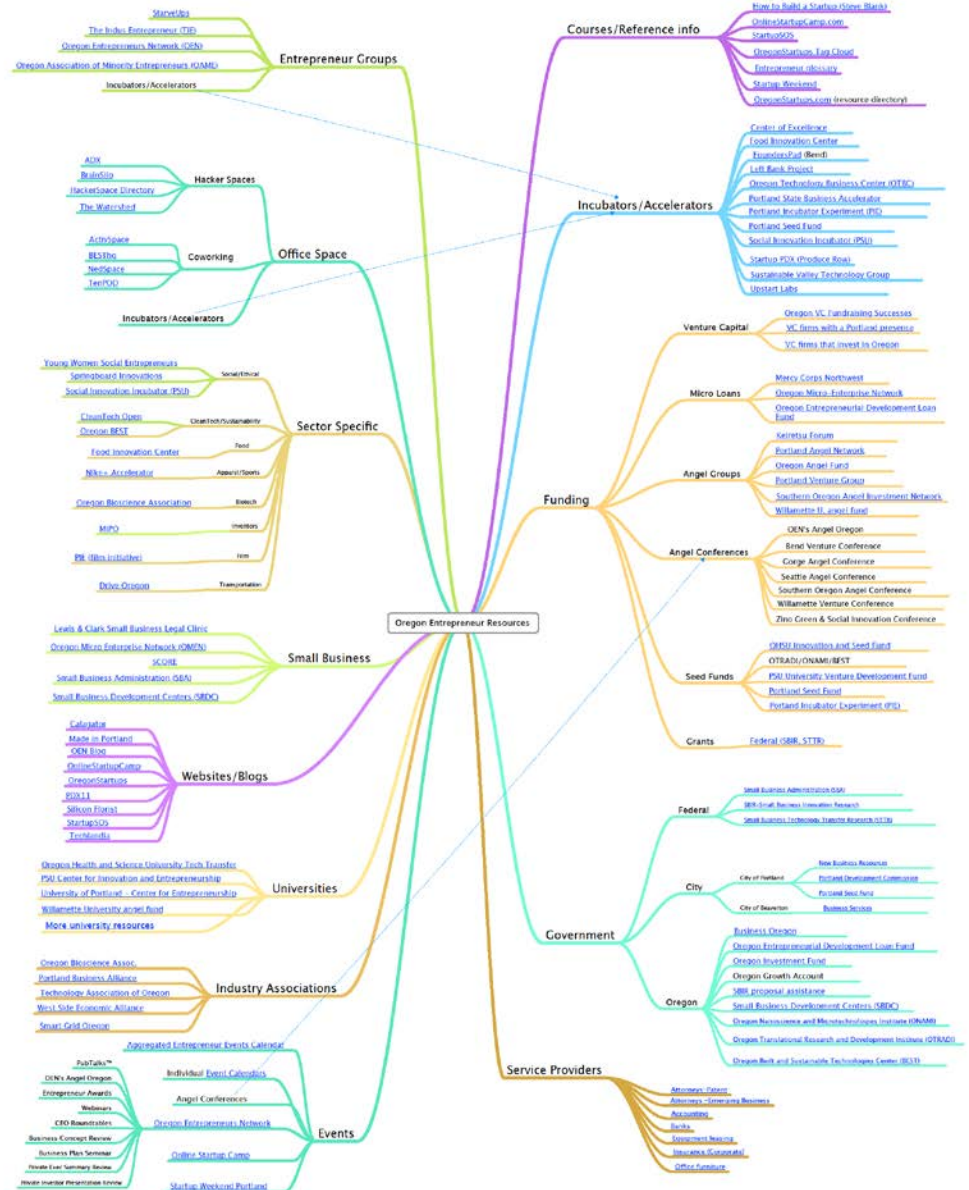 Oregon Entrepreneur Resources
Entrepreneur Groups
StarveUps
The Indus Entrepreneur (TIE)
Oregon Entrepreneurs Network (OEN)
Oregon Association of Minority Entrepreneurs (OAME)
Incubators/Accelerators
Office Space
Hacker Spaces
ADX
BrainSilo
HackerSpace Directory
The Watershed
Coworking
ActivSpace
BESThq
NedSpace
TenPOD
Incubators/Accelerators
Sector Specific
Social/Ethical
Young Women Social Entrepreneurs
Springboard Innovations
Social Innovation Incubator (PSU)
CleanTech/Sustainability
CleanTech Open
Oregon BEST
Food
Food Innovation Center
Apparel/Sports
Nike+ Accelerator
Biotech
Oregon Bioscience Association
Inventors
MIPO
Film
PIE (film initiative)
Transportation
Drive Oregon
Small Business
Lewis & Clark Small Business Legal Clinic
Oregon Micro Enterprise Network (OMEN)
SCORE
Small Business Administration (SBA)
Small Business Development Centers (SBDC)
Websites/Blogs
Calagator
Made in Portland
OEN Blog
OnlineStartupCamp
OregonStartups
PDX11
Silicon Florist
StartupSOS
Techlandia
Universities
Oregon Health and Science University Tech Transfer
PSU Center for Innovation and Entrepreneurship
University of Portland - Center for Entrepreneurship
Willamette University angel fund
More university resources
Industry Associations
Oregon Bioscience Assoc.
Portland Business Alliance
Technology Association of Oregon
West Side Economic Alliance
Smart Grid Oregon
Events
Aggregated Entrepreneur Events Calendar
Individual Event Calendars
Angel Conferences
Oregon Entrepreneurs Network
PubTalks™
OEN's Angel Oregon
Entrepreneur Awards
Webinars
CEO Roundtables
Business Concept Review
Business Plan Seminar
Private Exec Summary Review
Private Investor Presentation Review
Online Startup Camp
Startup Weekend Portland
Courses/Reference info
How to Build a Startup (Steve Blank)
OnlineStartupCamp.com
StartupSOS
OregonStartups Tag Cloud
Entrepreneur glossary
Startup Weekend
OregonStartups.com (resource directory)
Incubators/Accelerators
Center of Excellence
Food Innovation Center
FoundersPad (Bend)
Left Bank Project
Oregon Technology Business Center (OTBC)
Portland State Business Accelerator
Portland Incubator Experiment (PIE)
Portland Seed Fund
Social Innovation Incubator (PSU)
Startup PDX (Produce Row)
Sustainable Valley Technology Group
Upstart Labs
Funding
Venture Capital
Oregon VC Fundraising Successes
VC firms with a Portland presence
VC firms that invest in Oregon
Micro Loans
Mercy Corps Northwest
Oregon Micro-Enterprise Network
Oregon Entrepreneurial Development Loan
Fund
Angel Groups
Keiretsu Forum
Portland Angel Network
Oregon Angel Fund
Portland Venture Group
Southern Oregon Angel Investment Network
Willamette U. angel fund
Angel Conferences
OEN's Angel Oregon
Bend Venture Conference
Gorge Angel Conference
Seattle Angel Conference
Southern Oregon Angel Conference
Willamette Venture Conference
Zino Green & Social Innovation Conference
Seed Funds
OHSU Innovation and Seed Fund
OTRADI/ONAMI/BEST
PSU University Venture Development Fund
Portland Seed Fund
Portland Incubator Experiment (PIE)
Grants
Federal (SBIR, STTR)
Government
Federal
Small Business Administration (SBA)
SBIR-Small Business Innovation Research
Small Business Technology Transfer Research (STTR)
City
City of Portland
New Business Resources
Portland Development Commission
Portland Seed Fund
City of Beaverton
Business Services
Oregon
Business Oregon
Oregon Entrepreneurial Development Loan Fund
Oregon Investment Fund
Oregon Growth Account
SBIR proposal assistance
Small Business Development Centers (SBDC)
Oregon Nanoscience and Microtechnologies Institute (ONAMI)
Oregon Translational Research and Development Institute (OTRADI)
Oregon Built and Sustainable Technologies Center (BEST)
Service Providers
Attorneys-Patent
Attorneys -Emerging Business
Accounting
Banks
Equipment leasing
Insurance (Corporate)
Office Furniture